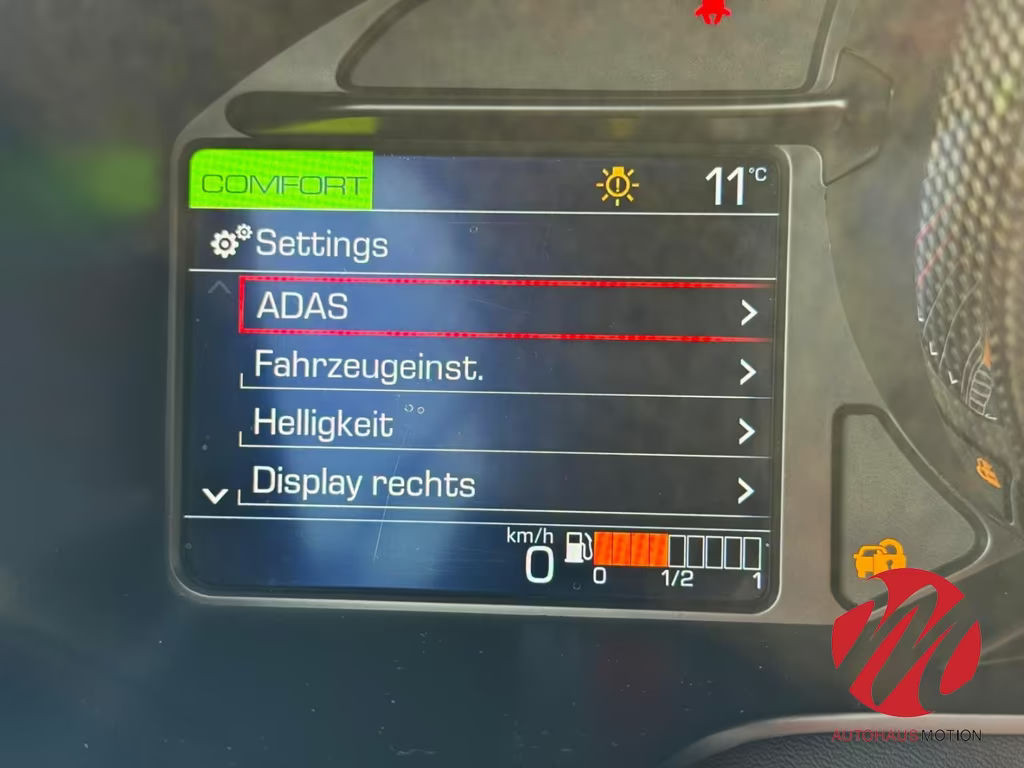 COMFORT
11°C
Settings
ADAS
Fahrzeugeinst.
Helligkeit
Display rechts
km/h
0
0 1/2 1
AUTOHAUS MOTION